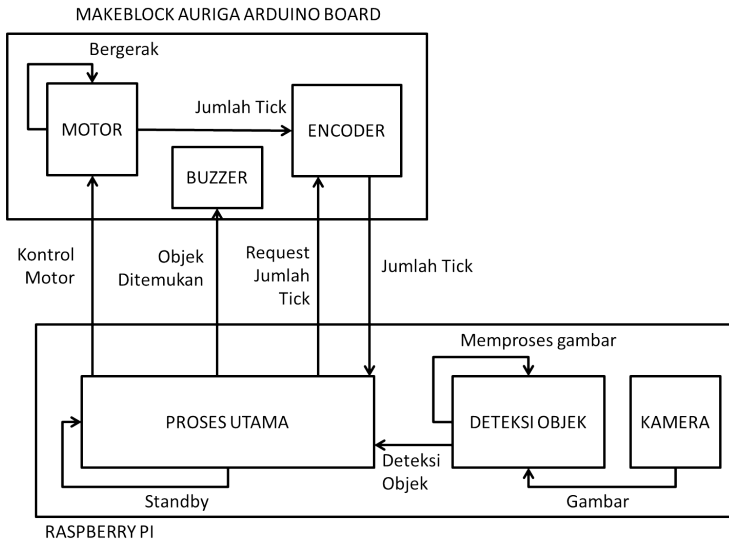 MAKEBLOCK AURIGA ARDUINO BOARD
Bergerak
MOTOR
Jumlah Tick
ENCODER
BUZZER
Kontrol
Motor
Objek
Ditemukan
Request
Jumlah
Tick
Jumlah Tick
Memproses gambar
PROSES UTAMA
DETEKSI OBJEK
KAMERA
Deteksi
Objek
Standby
Gambar
RASPBERRY PI